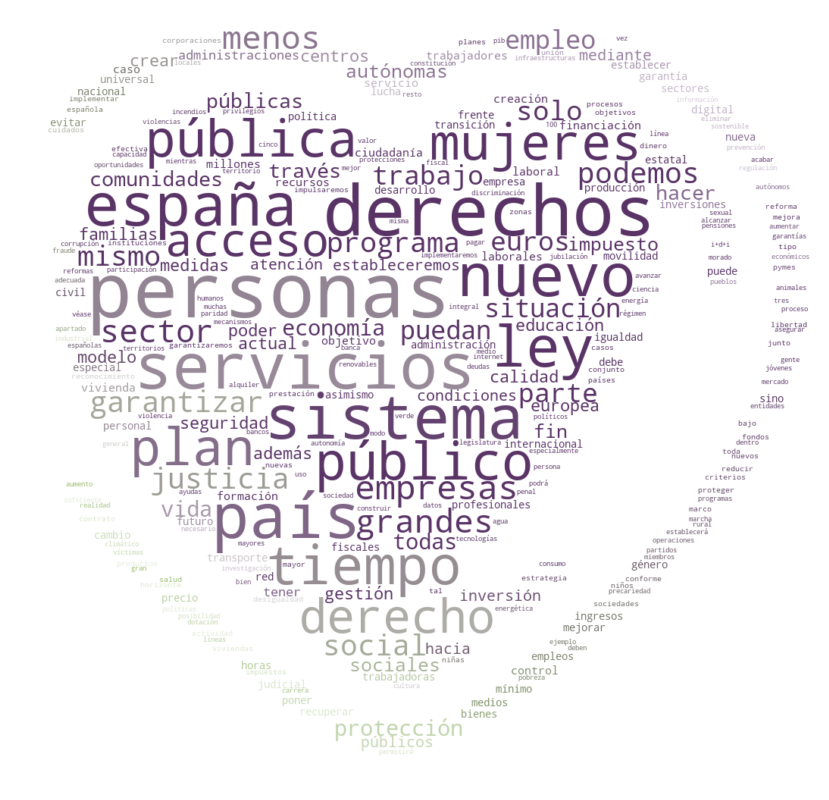 corporaciones menos empleo planes pib unión vez
crear locales administraciones centros trabajadores infraestructuras mediante
caso autónomas constitución establecer
universal servicio garantía
nacional lucha resto sectores
implementar públicas creación solo procesos información
española incendios privilegios política frente objetivos digital eliminar
evitar violencias valor transición financiación 100 línea sostenible
cuidados pública cinco ciudadanía mujeres dinero nueva prevención
efectiva capacidad mientras millones protecciones fiscal laboral estatal acabar
oportunidades territorio través mejor trabajo empresa podemos regulación
comunidades recursos impulsaremos desarrollo discriminación producción hacer autónomos
españa derechos zonas inversiones sexual reforma
misma alcanzar mejora
familias acceso pensiones aumentar
corrupción instituciones programa pagar euros impuesto garantías
fraude mismo implementaremos laborales jubilación movilidad i+d+i tipo
reformas participación medidas atención estableceremos nuevo avanzar morado económicos
adecuada ciencia puede pymes
civil personas humanos integral energía pueblos animales
véase muchas situación régimen tres
apartado paridad proceso
industrial sector mecanismos poder economía puedan educación igualdad libertad
españolas territorios garantizaremos actual objetivo administración ley casos debe asegurar
modelo banca medio internet conjunto junto
especial servicios renovables deudas calidad países gente
reconocimiento alquiler jóvenes
vivienda prestación asimismo condiciones parte sino mercado
personal garantizar violencia verde europea entidades
general seguridad bancos autonomía sistema modo políticos fin bajo
plan además legislatura internacional fondos
nuevas público especialmente dentro
justicia uso persona toda
aumento ayudas sociedad empresas podrá nuevos
realidad formación construir datos penal reducir
suficiente vida país grandes agua profesionales criterios
contrato futuro proteger
cambio necesario todas tecnologías programas
climático mayores fiscales marco
víctimas transporte tiempo marcha
productos investigación mayor consumo rural
gran red bien tal estrategia establecerá
horizonte desigualdad género operaciones
salud tener gestión inversión energética conforme partidos
precio niños miembros
políticas derecho precariedad
posibilidad sociedades
dotación ingresos
actividad social hacia mejorar
líneas niñas ejemplo
viviendas sociales deben
horas trabajadoras empleos
impuestos cultura control
judicial pobreza
carrera mínimo
poner medios
recuperar bienes
protección
públicos
permitirá